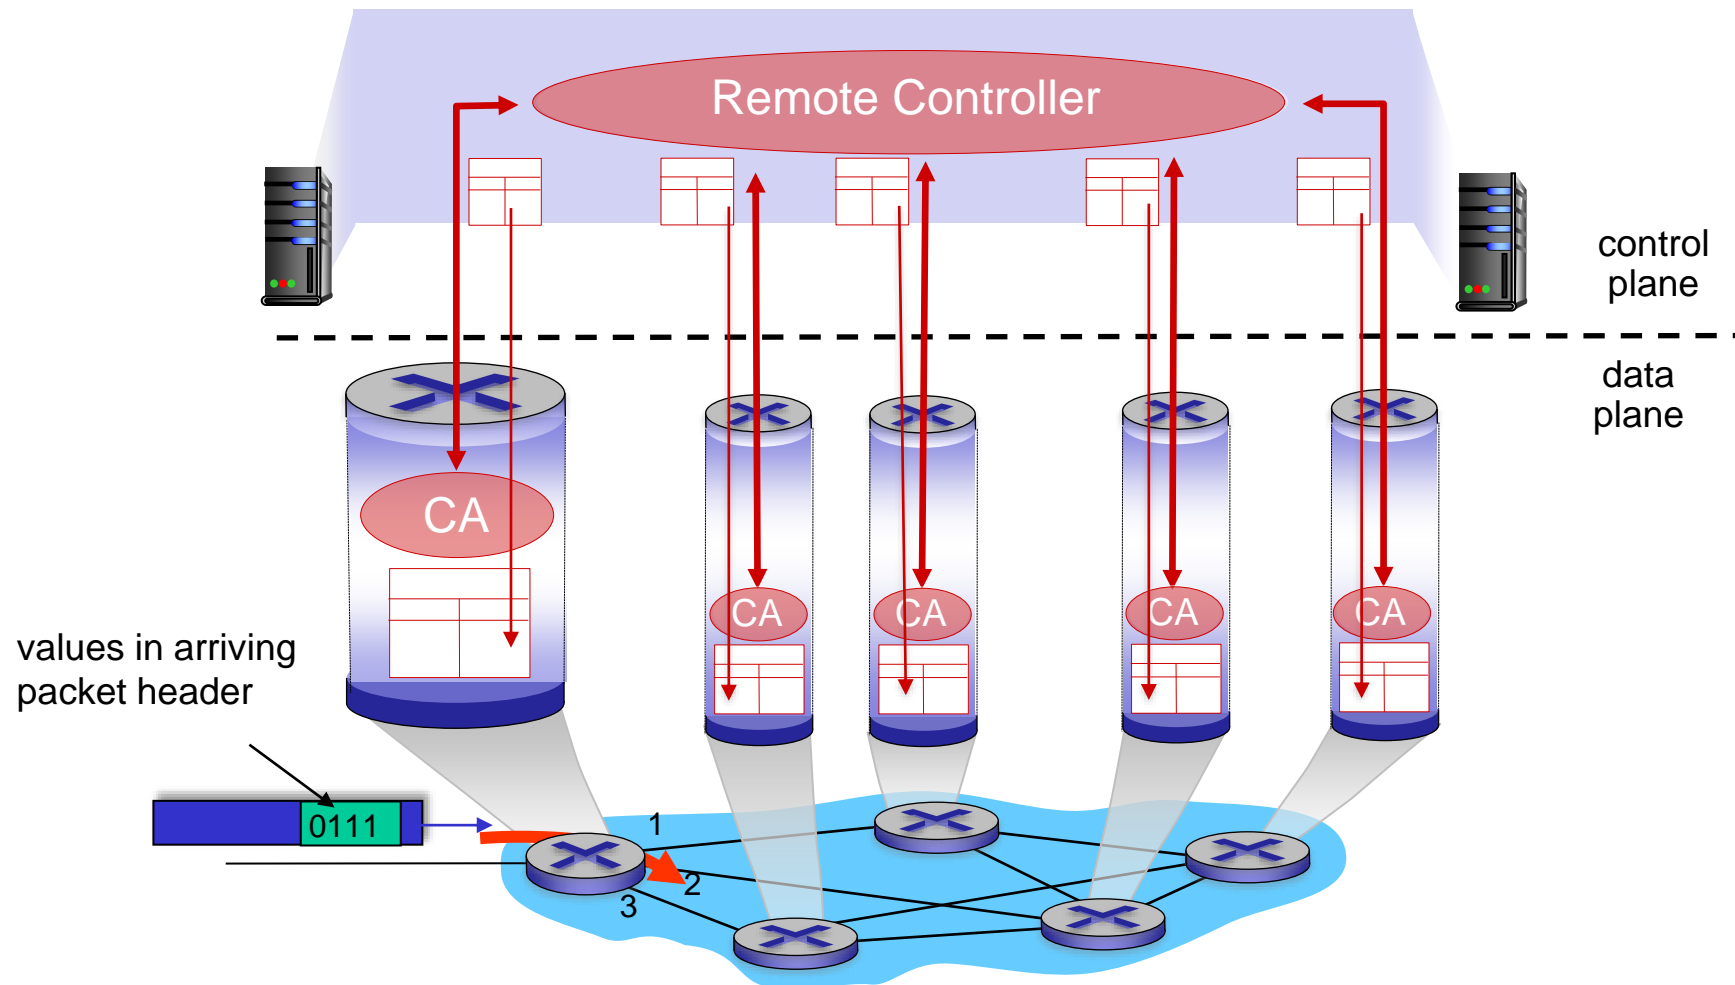 Remote Controller
control
plane
data
plane
CA
CA
CA
CA
CA
values in arriving
packet header
0111
1
2
3